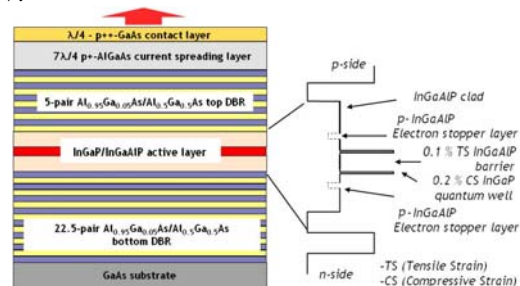 λ/4 - p++-GaAs contact layer
7λ/4 p+-AlGaAs current spreading layer
5-pair Al0.95Ga0.05As/Al0.5Ga0.5As top DBR
InGaP/InGaAlP active layer
22.5-pair Al0.95Ga0.05As/Al0.5Ga0.5As
bottom DBR
GaAs substrate
p-side
InGaAlP clad
p-InGaAlP
Electron stopper layer
0.1 % TS InGaAlP
barrier
0.2 % CS InGaP
quantum well
p-InGaAlP
Electron stopper layer
n-side
-TS (Tensile Strain)
-CS (Compressive Strain)